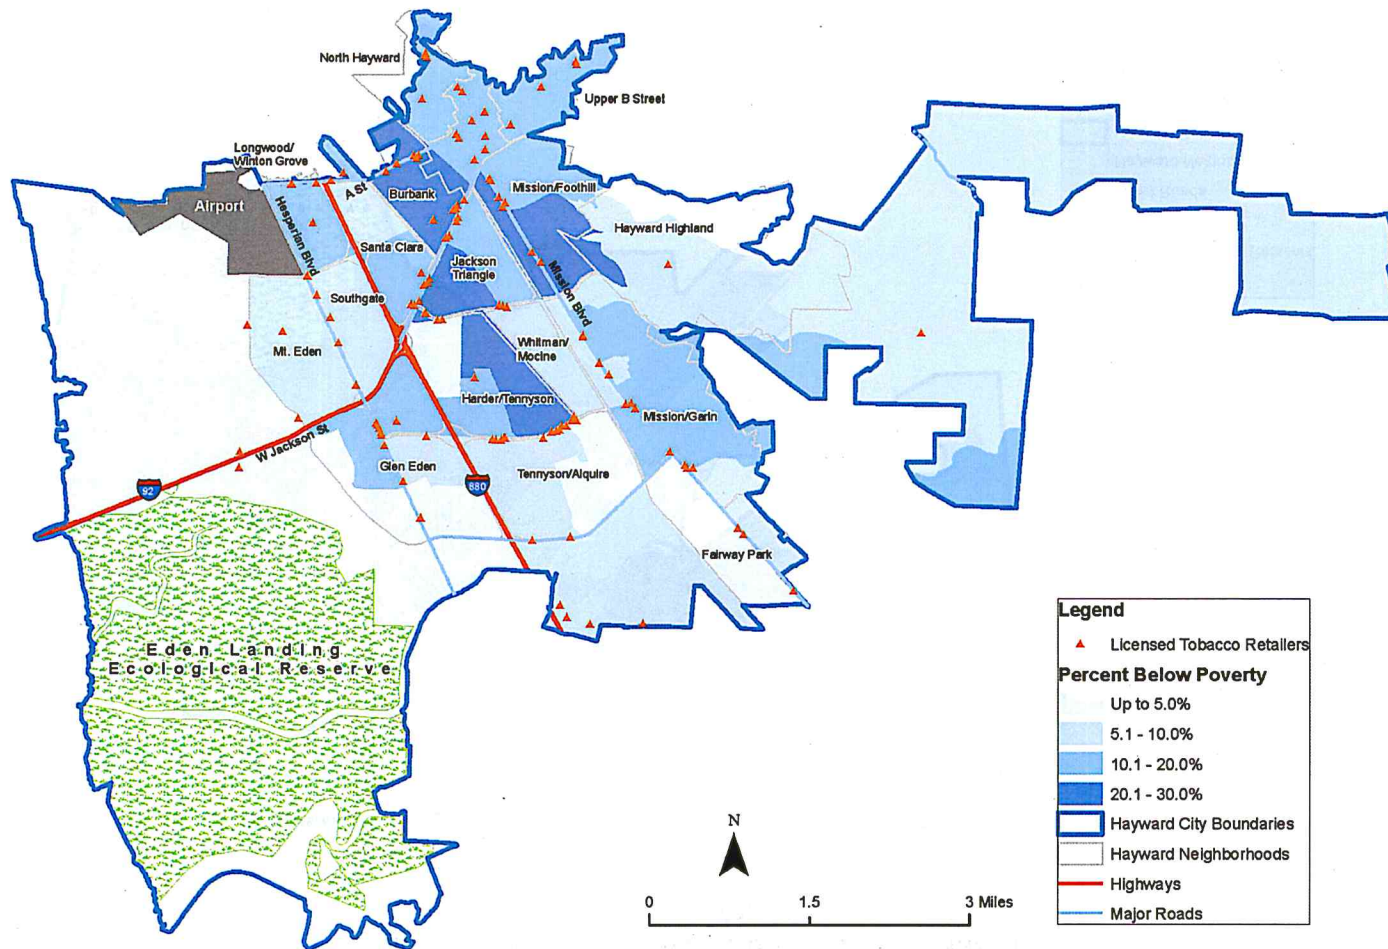 North Hayward
Upper B Street
Longwood/
Winton Grove
A St
Burbank
Mission/Foothill
Airport
Hesperian Blvd
Santa Clara
Hayward Highland
Jackson
Triangle
Mission Blvd
Southgate
Mt. Eden
Whitman/
Mocine
Harder/Tennyson
Mission/Garin
W Jackson St
Glen Eden
Tennyson/Alquire
92
880
Fairway Park
Eden Landing
Ecological Reserve
Legend
Licensed Tobacco Retailers
Percent Below Poverty
Up to 5.0%
5.1 - 10.0%
10.1 - 20.0%
20.1 - 30.0%
Hayward City Boundaries
Hayward Neighborhoods
Highways
Major Roads
N
0 1.5 3 Miles